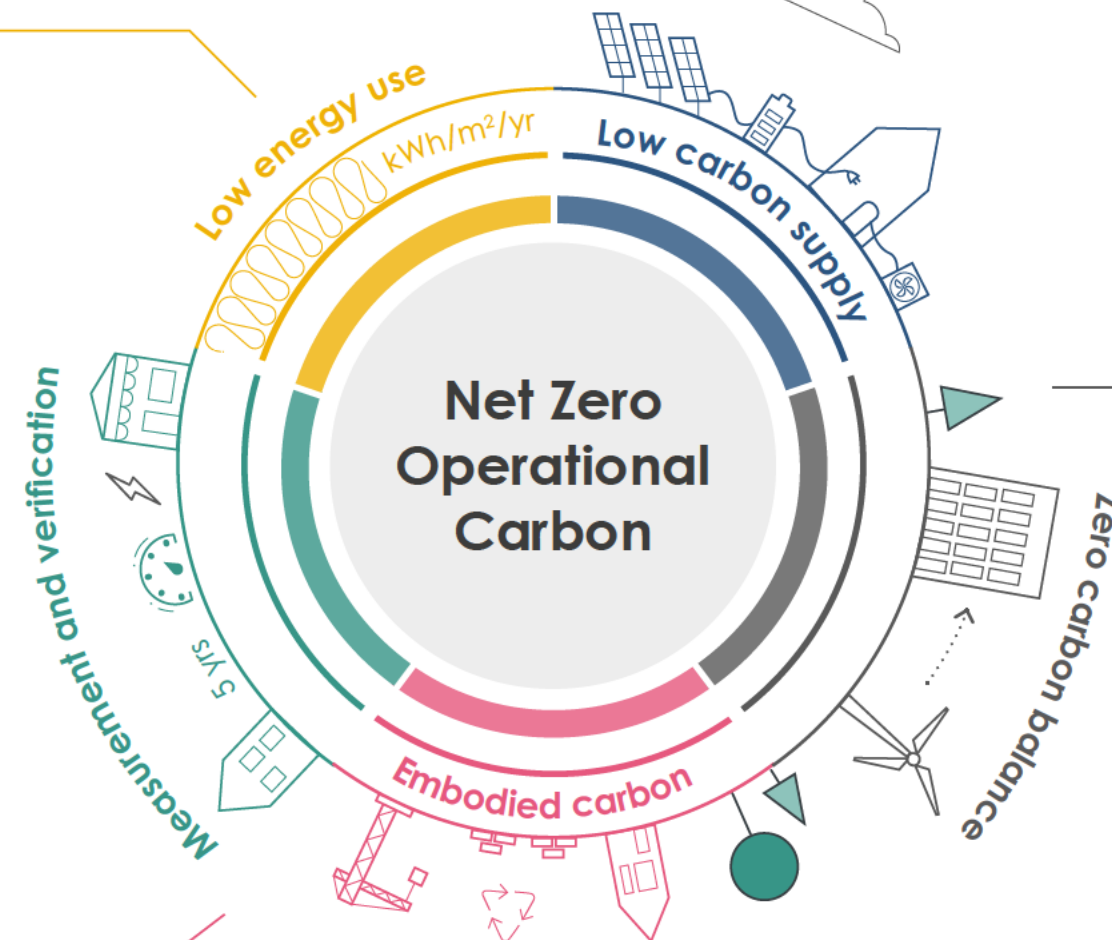 Low energy use
kWh/m²/yr
Low carbon supply
Zero carbon balance
Embodied carbon
Measurement and verification
5 yrs
Net Zero
Operational
Carbon